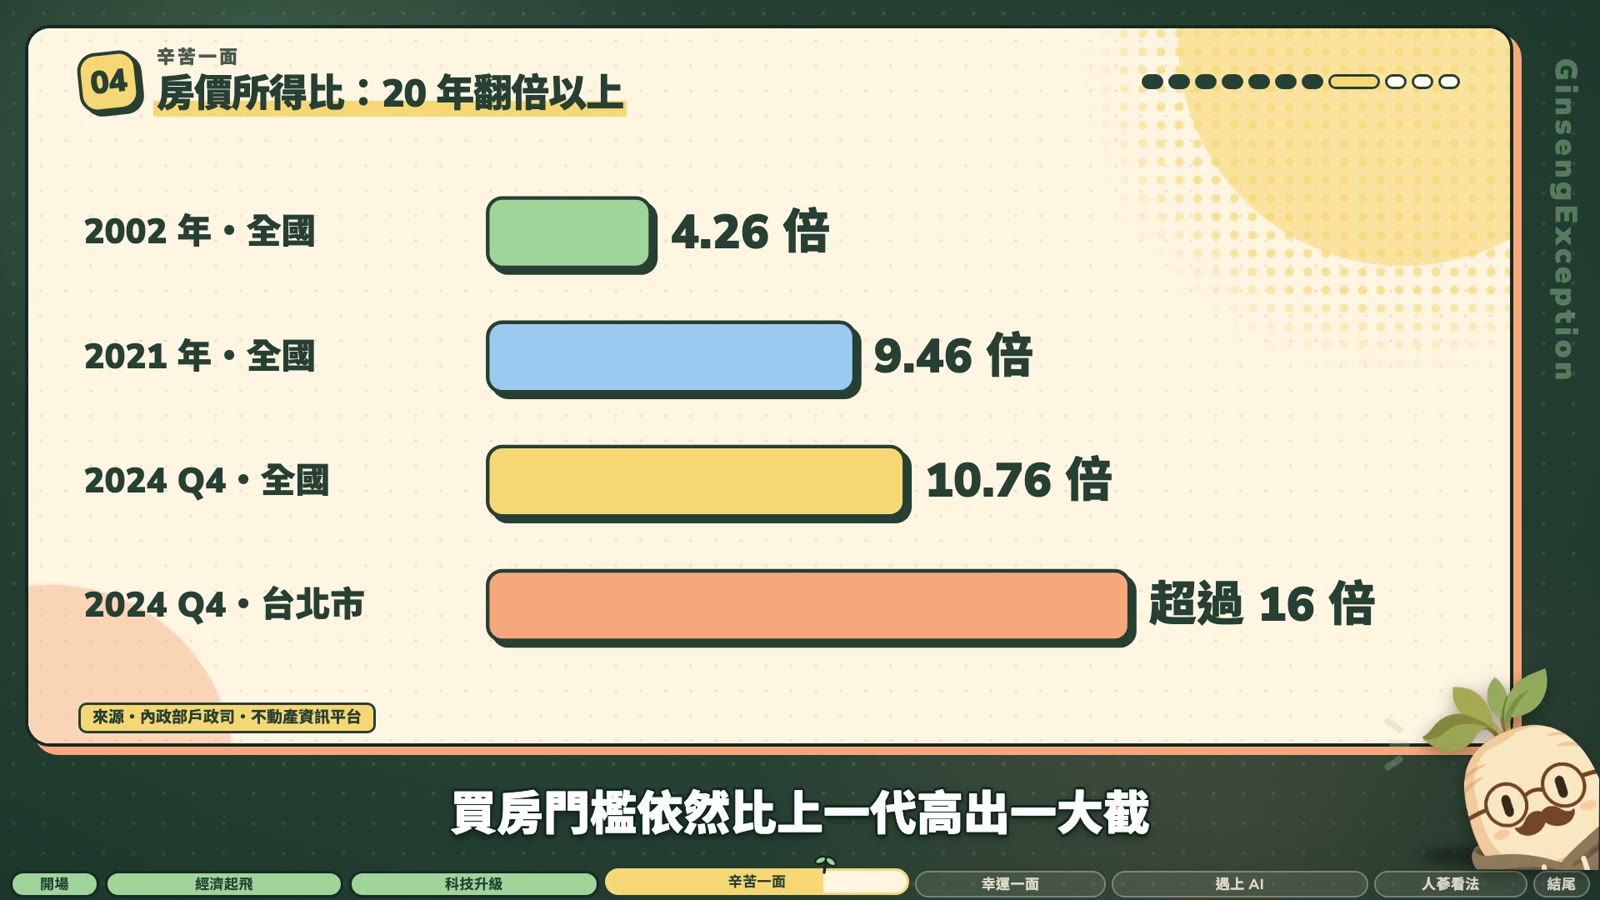 04
辛苦一面
房價所得比：20 年翻倍以上
2002 年・全國
4.26 倍
2021 年・全國
9.46 倍
2024 Q4・全國
10.76 倍
2024 Q4・台北市
超過 16 倍
來源・內政部戶政司・不動產資訊平台
GinsengException
買房門檻依然比上一代高出一大截
開場
經濟起飛
科技升級
辛苦一面
幸運一面
遇上 AI
人蔘看法
結尾